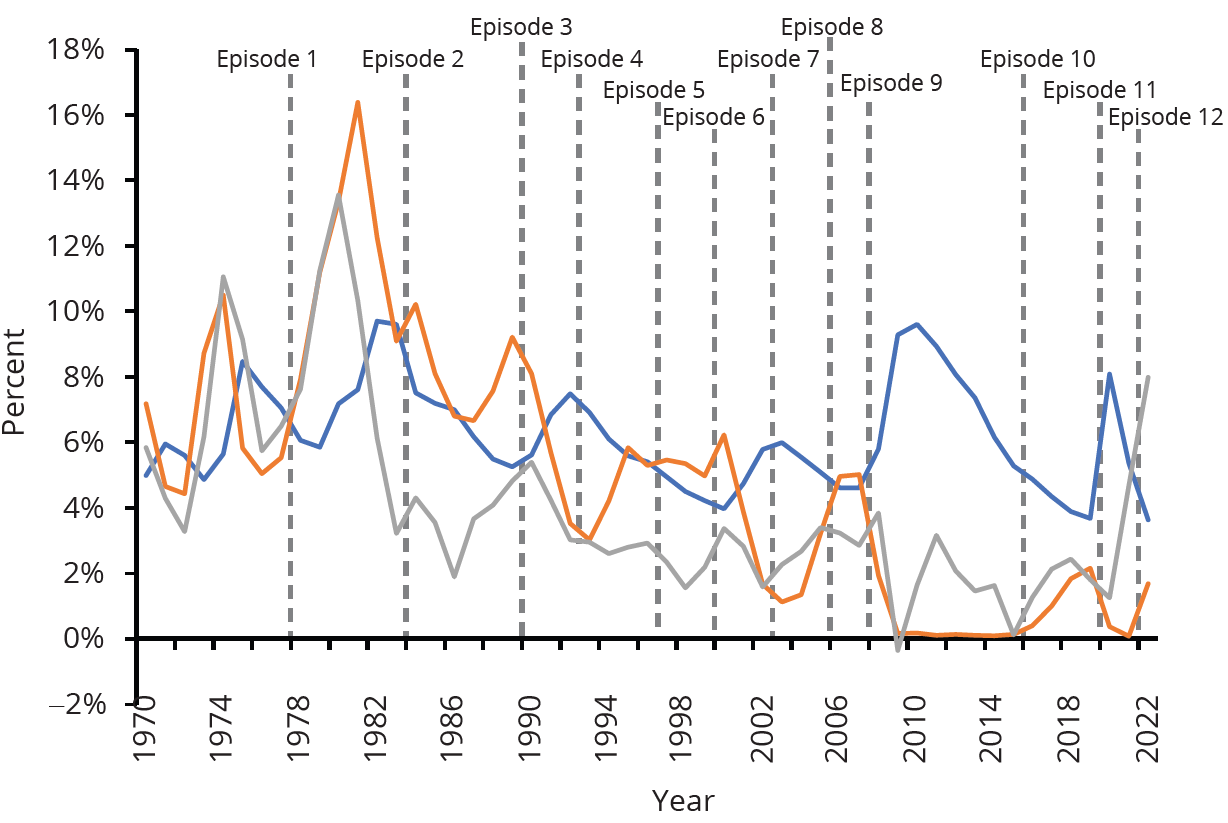 Episode 3
Episode 8
Episode 1
Episode 2
Episode 4
Episode 7
Episode 10
Episode 5
Episode 9
Episode 11
Episode 6
Episode 12
18%
16%
14%
12%
10%
8%
6%
4%
2%
0%
–2%
Percent
1970
1974
1978
1982
1986
1990
1994
1998
2002
2006
2010
2014
2018
2022
Year